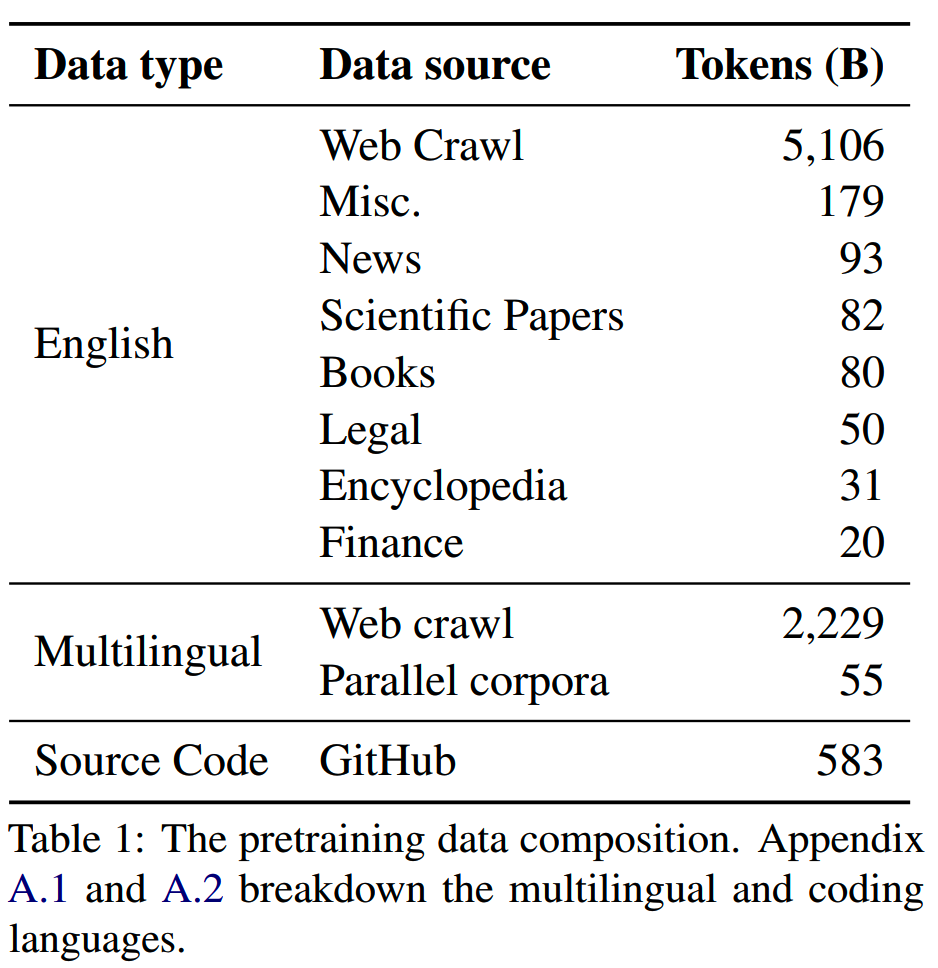 Data type Data source Tokens (B)
Web Crawl 5,106
Misc. 179
News 93
Scientific Papers 82
English
Books 80
Legal 50
Encyclopedia 31
Finance 20
Web crawl 2,229
Multilingual
Parallel corpora 55
Source Code GitHub 583
Table 1: The pretraining data composition. Appendix
A.1 and A.2 breakdown the multilingual and coding
languages.